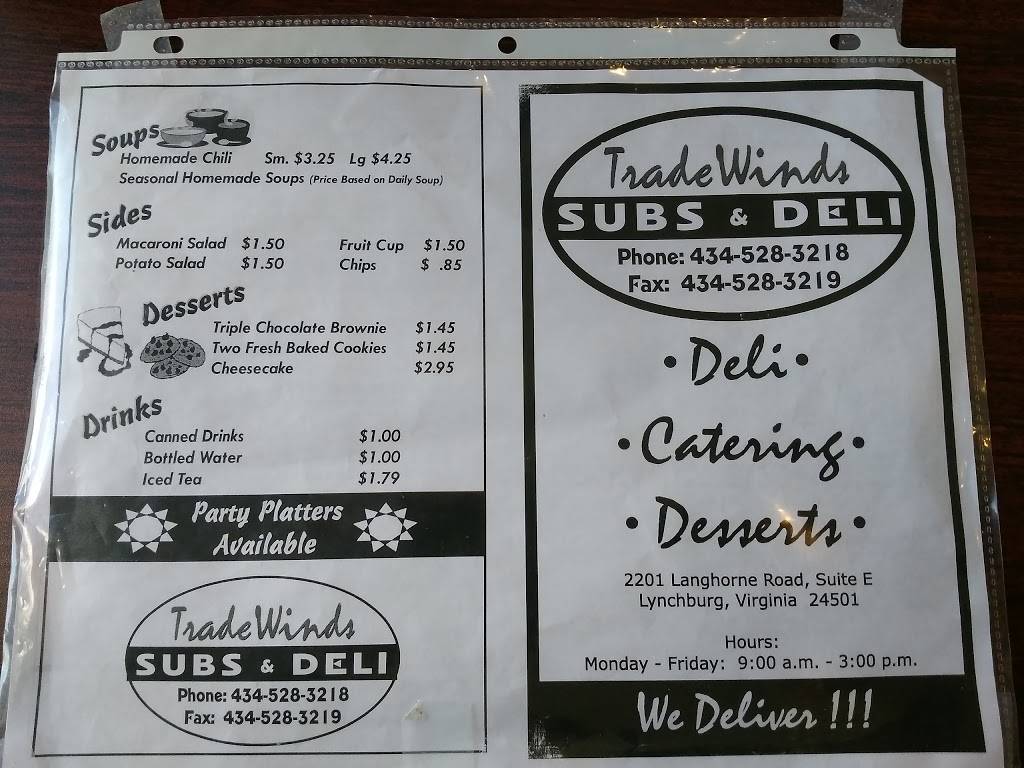 Soups
Homemade Chili Sm. $3.25 Lg $4.25
Seasonal Homemade Soups (Price Based on Daily Soup)
Sides
Macaroni Salad $1.50 Fruit Cup $1.50
Potato Salad $1.50 Chips $ .85
Desserts
Triple Chocolate Brownie $1.45
Two Fresh Baked Cookies $1.45
Cheesecake $2.95
Drinks
Canned Drinks $1.00
Bottled Water $1.00
Iced Tea $1.79
Party Platters
Available
TradeWinds
SUBS & DELI
Phone: 434-528-3218
Fax: 434-528-3219
TradeWinds
SUBS & DELI
Phone: 434-528-3218
Fax: 434-528-3219
• Deli •
• Catering •
• Desserts •
2201 Langhorne Road, Suite E
Lynchburg, Virginia 24501
Hours:
Monday - Friday: 9:00 a.m. - 3:00 p.m.
We Deliver !!!